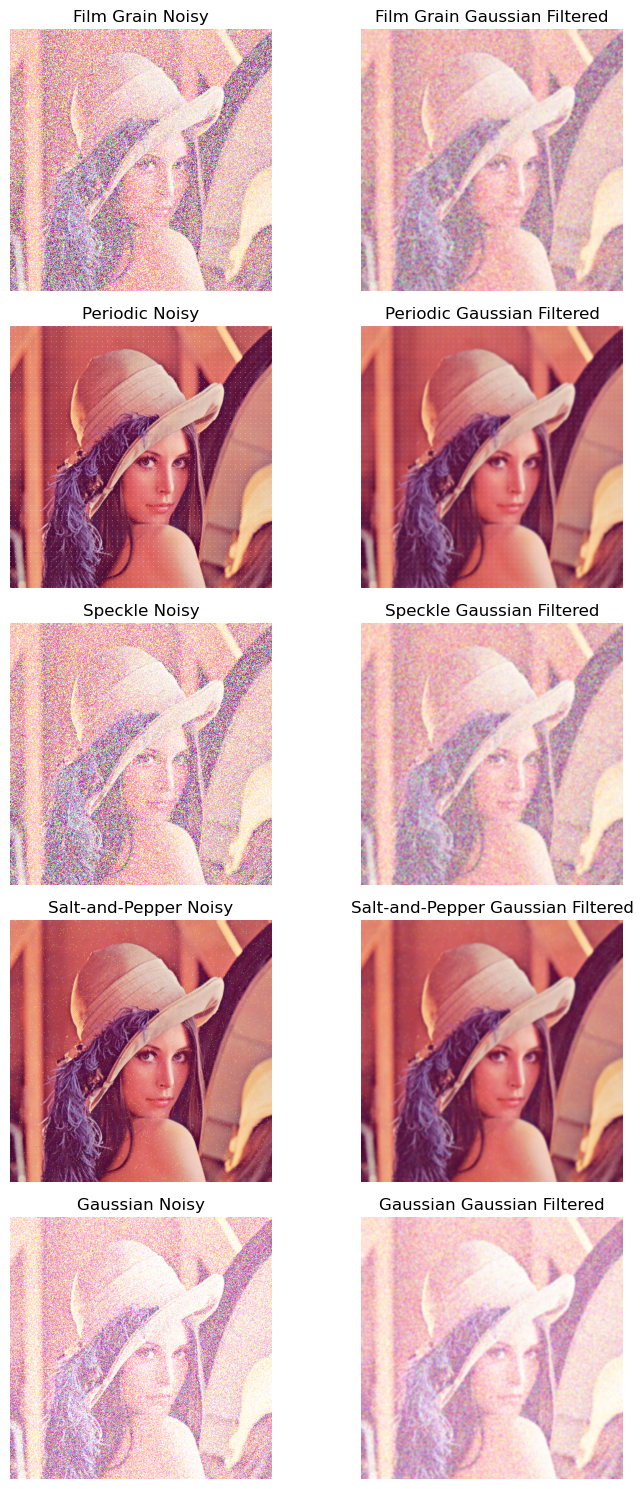 Film Grain Noisy
Film Grain Gaussian Filtered
Periodic Noisy
Periodic Gaussian Filtered
Speckle Noisy
Speckle Gaussian Filtered
Salt-and-Pepper Noisy
Salt-and-Pepper Gaussian Filtered
Gaussian Noisy
Gaussian Gaussian Filtered